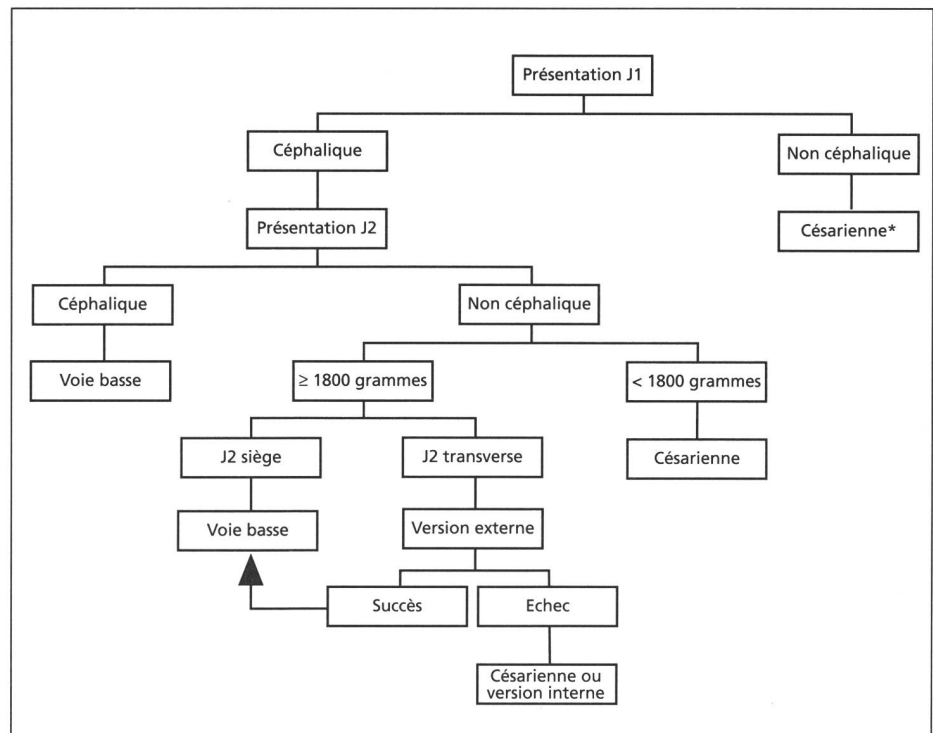 Présentation J1
Céphalique
Non céphalique
Présentation J2
Césarienne*
Céphalique
Non céphalique
Voie basse
≥ 1800 grammes
< 1800 grammes
J2 siège
J2 transverse
Césarienne
Voie basse
Version externe
Succès
Echec
Césarienne ou
version interne